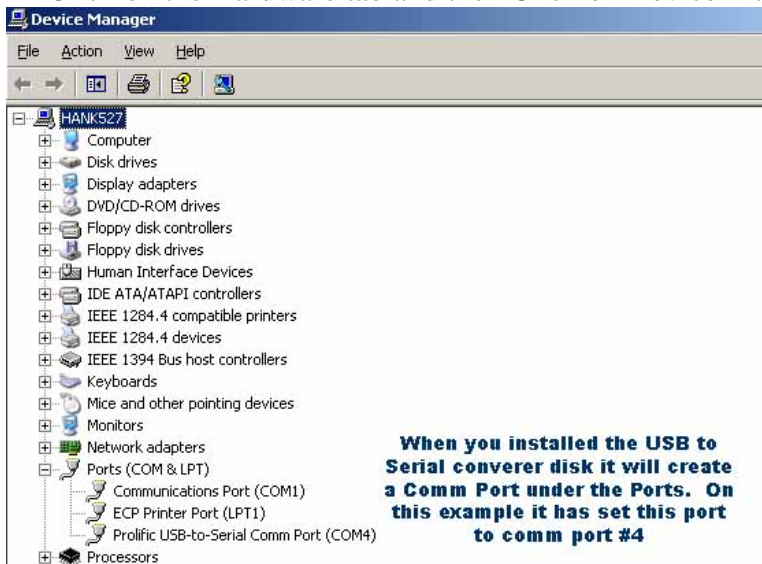 Device Manager
File Action View Help
HANK527
Computer
Disk drives
Display adapters
DVD/CD-ROM drives
Floppy disk controllers
Floppy disk drives
Human Interface Devices
IDE ATA/ATAPI controllers
IEEE 1284.4 compatible printers
IEEE 1284.4 devices
IEEE 1394 Bus host controllers
Keyboards
Mice and other pointing devices
Monitors
Network adapters
Ports (COM & LPT)
Communications Port (COM1)
ECP Printer Port (LPT1)
Prolific USB-to-Serial Comm Port (COM4)
Processors
When you installed the USB to
Serial converer disk it will create
a Comm Port under the Ports. On
this example it has set this port
to comm port #4